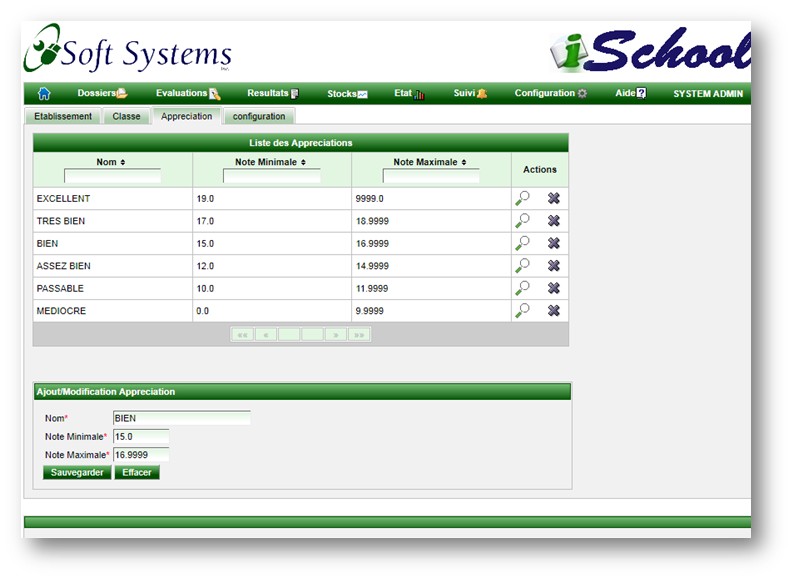 Soft Systems Inc.
iSchool
Dossiers Evaluations Resultats Stocks Etat Suivi Configuration Aide SYSTEM ADMIN
Etablissement Classe Appreciation configuration
Liste des Appreciations
Nom Note Minimale Note Maximale Actions
EXCELLENT 19.0 9999.0
TRES BIEN 17.0 18.9999
BIEN 15.0 16.9999
ASSEZ BIEN 12.0 14.9999
PASSABLE 10.0 11.9999
MEDIOCRE 0.0 9.9999
«« « » »»
Ajout/Modification Appreciation
Nom* BIEN
Note Minimale* 15.0
Note Maximale* 16.9999
Sauvegarder Effacer